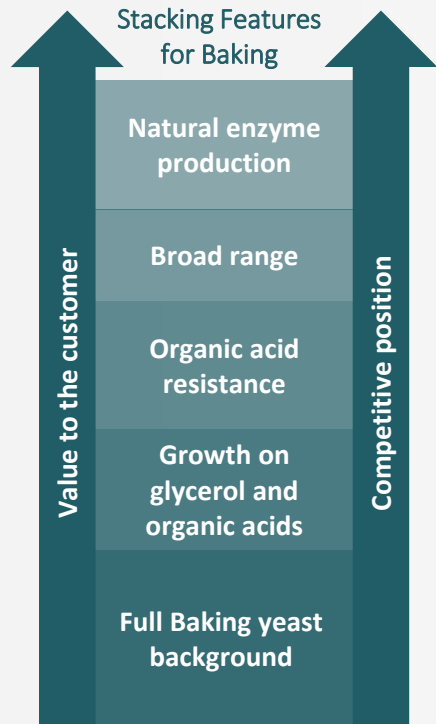 Stacking Features
for Baking
Natural enzyme
production
Broad range
Organic acid
resistance
Growth on
glycerol and
organic acids
Full Baking yeast
background
Value to the customer
Competitive position